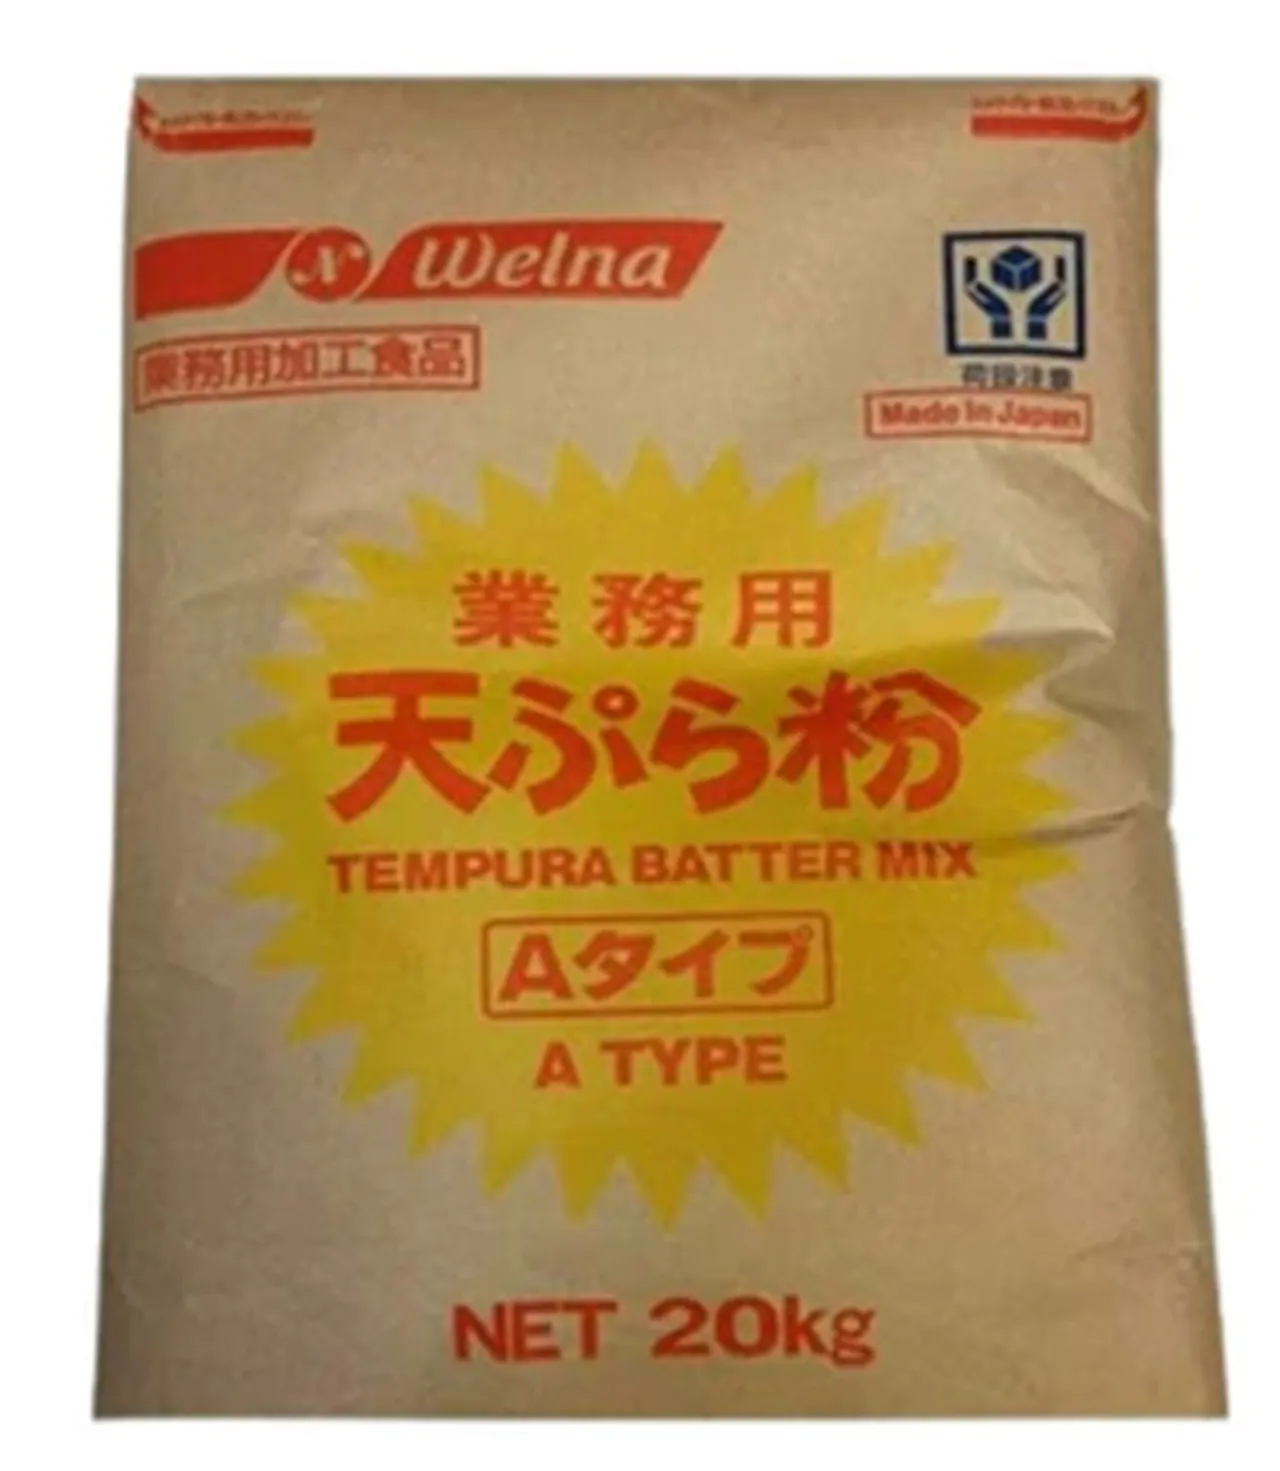 N Welna
業務用加工食品
荷扱注意
Made in Japan
業務用
天ぷら粉
TEMPURA BATTER MIX
Aタイプ
A TYPE
NET 20kg